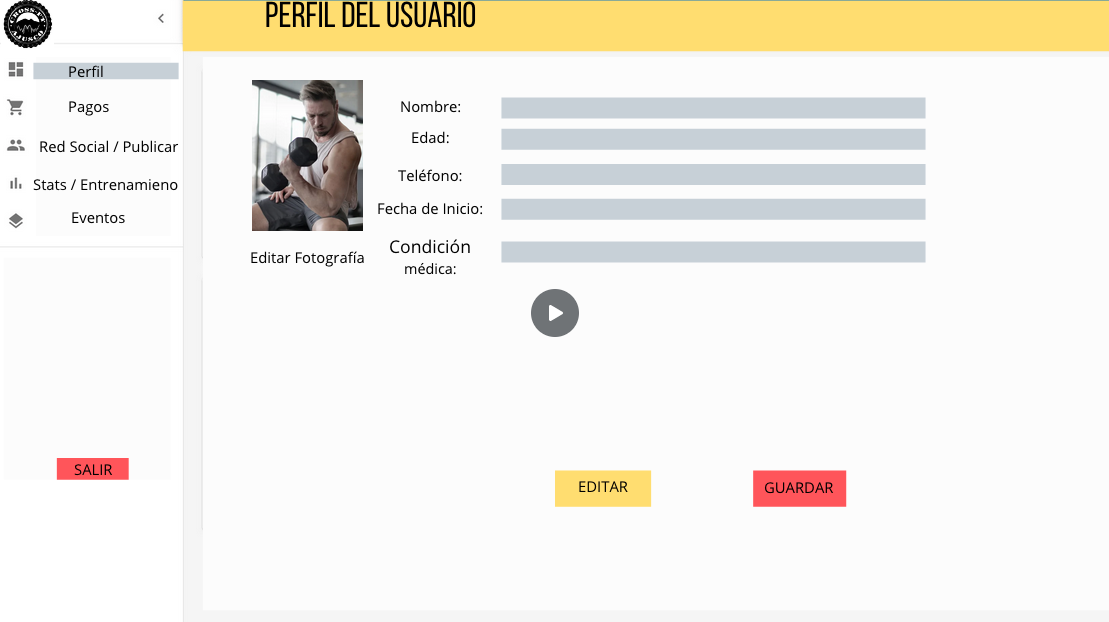 PERFIL DEL USUARIO
AJUSCO
Perfil
Pagos
Red Social / Publicar
Stats / Entrenamieno
Eventos
SALIR
Nombre:
Edad:
Teléfono:
Fecha de Inicio:
Condición
médica:
Editar Fotografía
EDITAR
GUARDAR